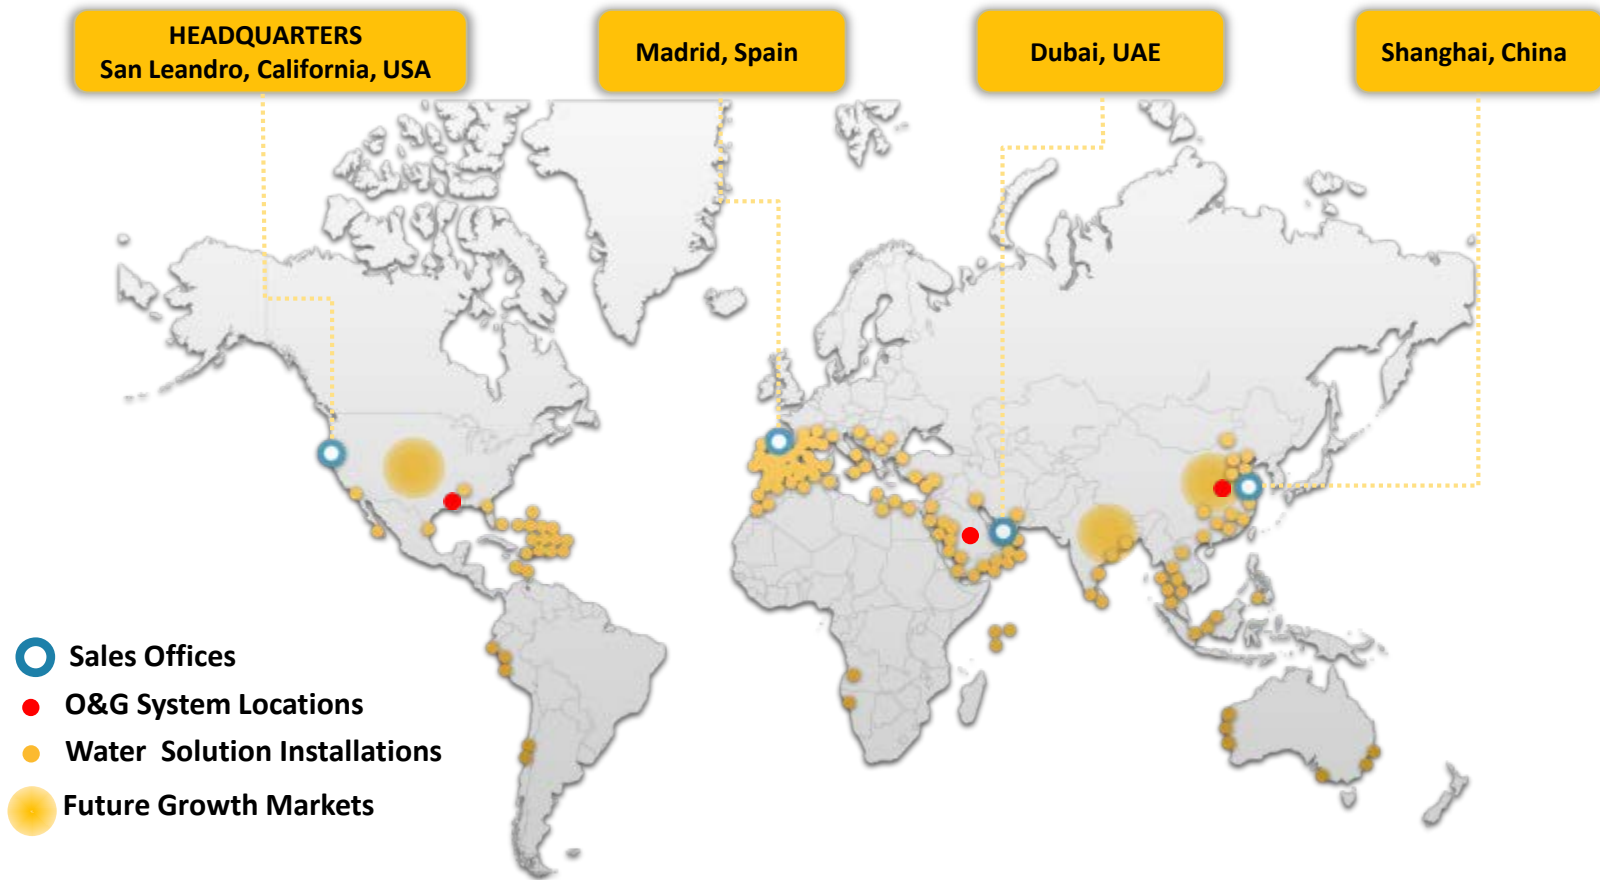 HEADQUARTERS
San Leandro, California, USA
Madrid, Spain
Dubai, UAE
Shanghai, China
Sales Offices
O&G System Locations
Water Solution Installations
Future Growth Markets